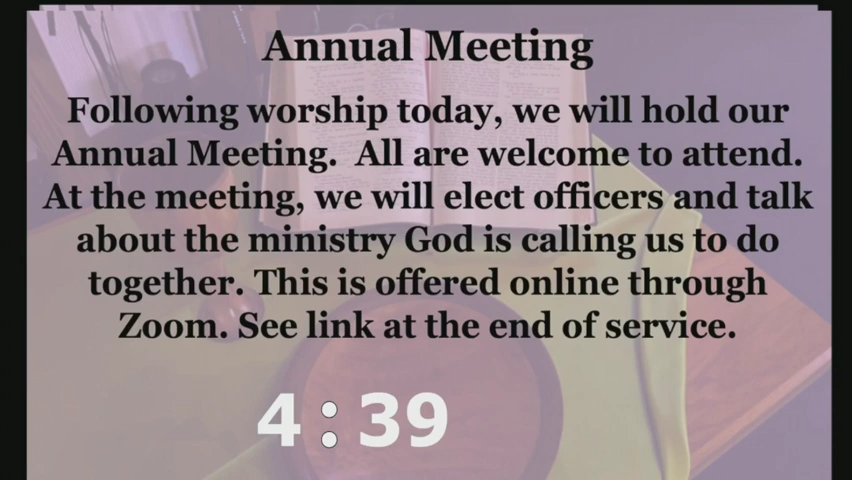 Annual Meeting
Following worship today, we will hold our
Annual Meeting.  All are welcome to attend.
At the meeting, we will elect officers and talk
about the ministry God is calling us to do
together. This is offered online through
Zoom. See link at the end of service.
4:39